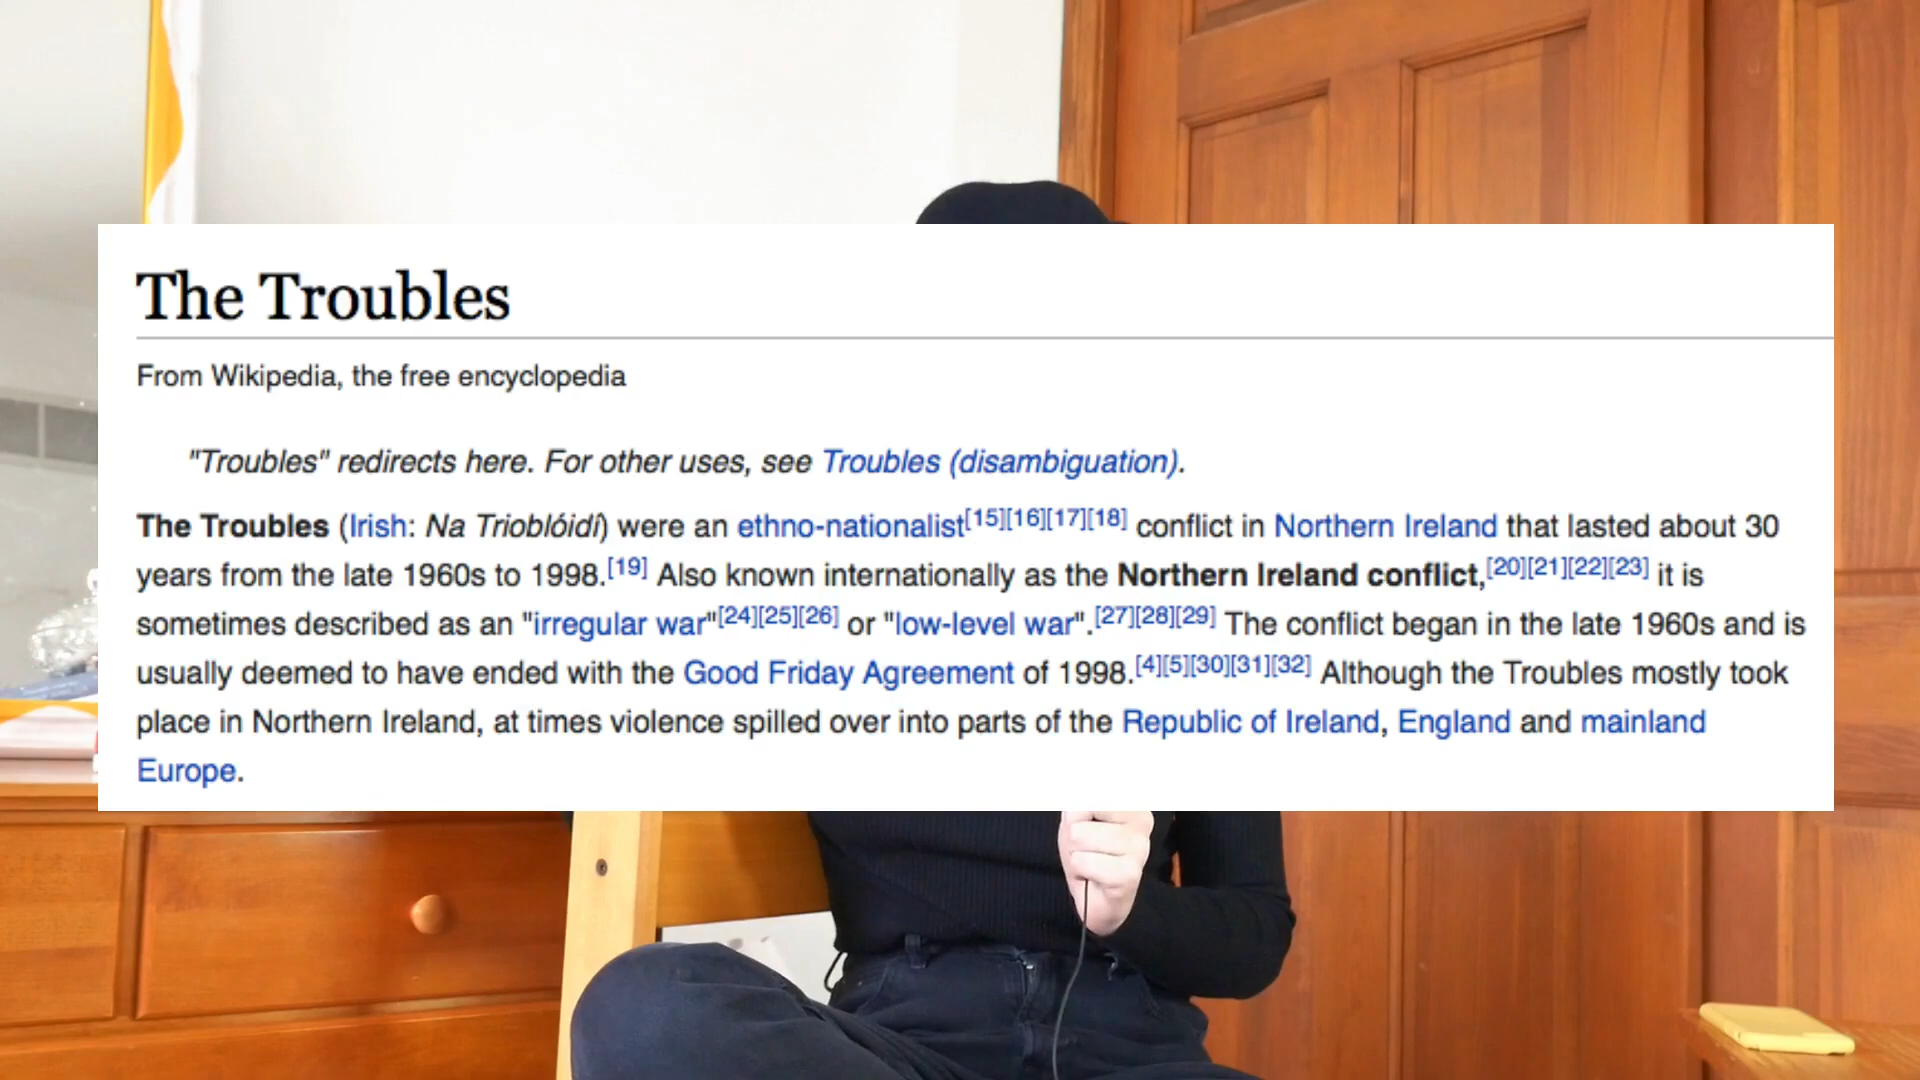 The Troubles
From Wikipedia, the free encyclopedia
"Troubles" redirects here. For other uses, see Troubles (disambiguation).
The Troubles (Irish: Na Trioblóidí) were an ethno-nationalist[15][16][17][18] conflict in Northern Ireland that lasted about 30
years from the late 1960s to 1998.[19] Also known internationally as the Northern Ireland conflict,[20][21][22][23] it is
sometimes described as an "irregular war"[24][25][26] or "low-level war".[27][28][29] The conflict began in the late 1960s and is
usually deemed to have ended with the Good Friday Agreement of 1998.[4][5][30][31][32] Although the Troubles mostly took
place in Northern Ireland, at times violence spilled over into parts of the Republic of Ireland, England and mainland
Europe.